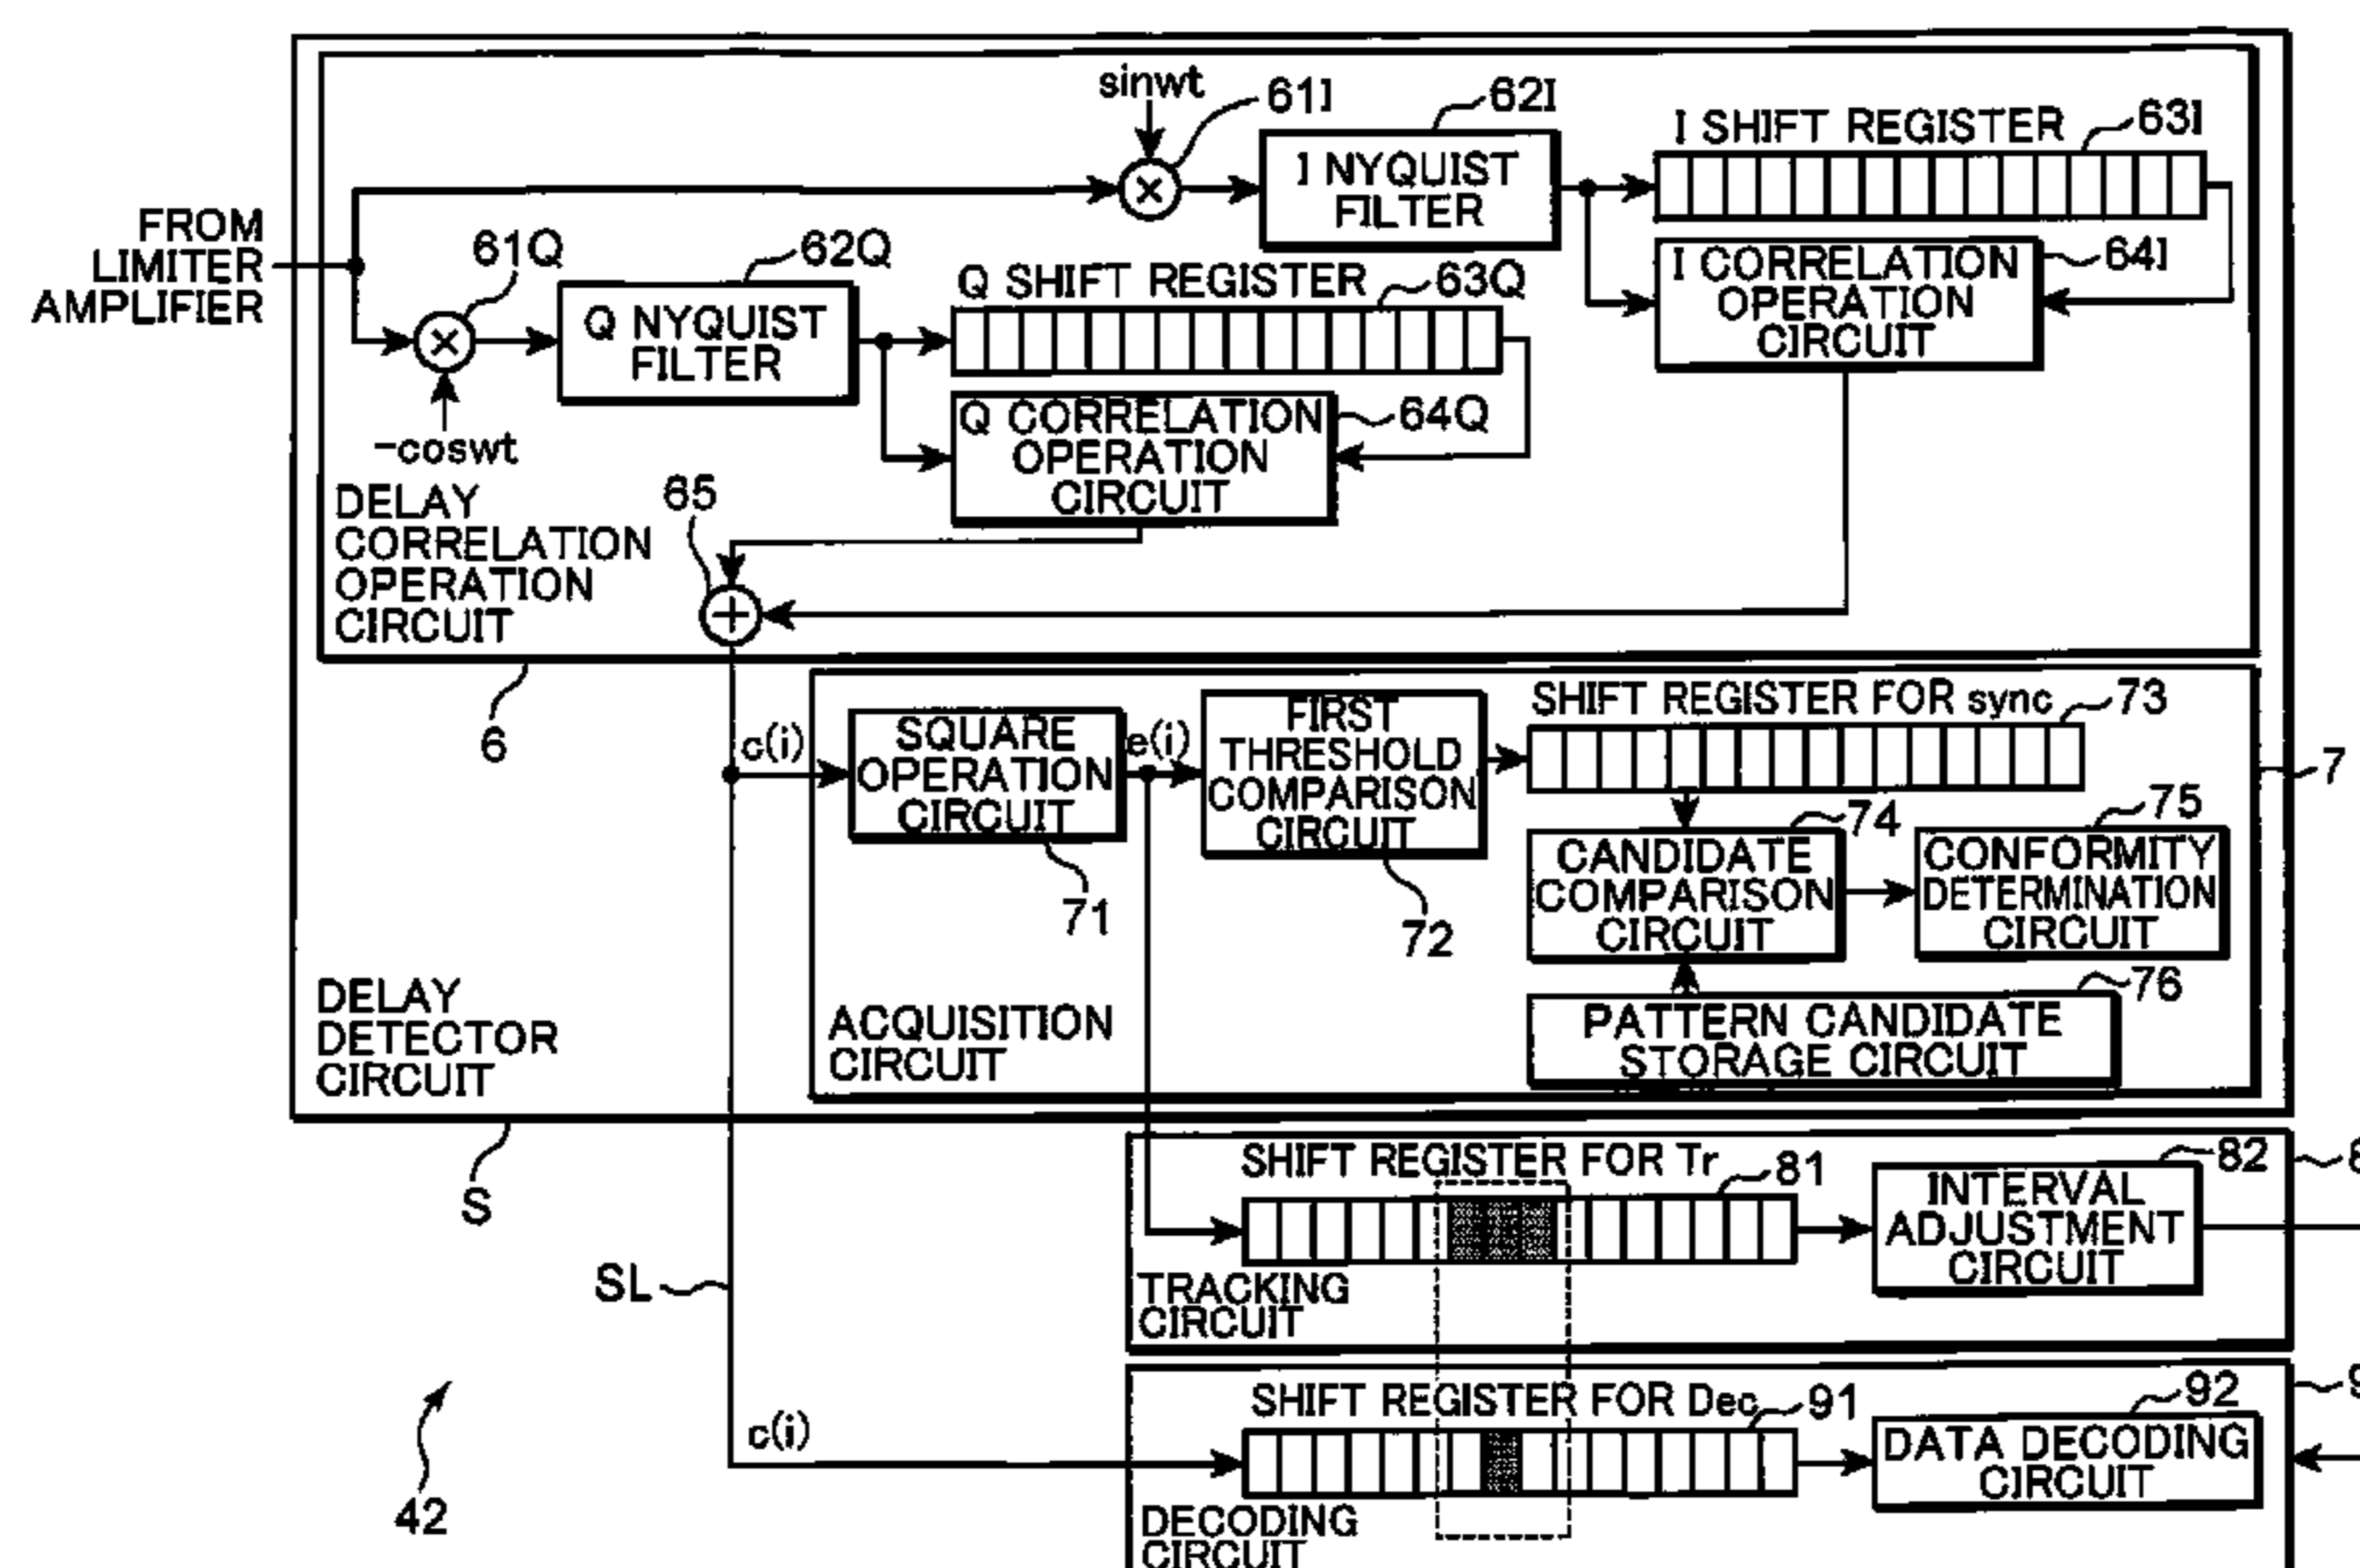 sinwt
61I
62I
I SHIFT REGISTER
63I
I NYQUIST
FILTER
FROM
LIMITER
AMPLIFIER
61Q
62Q
Q SHIFT REGISTER
63Q
I CORRELATION
OPERATION
CIRCUIT
64I
Q NYQUIST
FILTER
-coswt
Q CORRELATION
OPERATION
CIRCUIT
64Q
DELAY
CORRELATION
OPERATION
CIRCUIT
65
6
c(i)
SQUARE
OPERATION
CIRCUIT
71
e(i)
FIRST
THRESHOLD
COMPARISON
CIRCUIT
72
SHIFT REGISTER FOR sync
73
7
CANDIDATE
COMPARISON
CIRCUIT
74
CONFORMITY
DETERMINATION
CIRCUIT
75
PATTERN CANDIDATE
STORAGE CIRCUIT
76
DELAY
DETECTOR
CIRCUIT
ACQUISITION
CIRCUIT
S
SHIFT REGISTER FOR Tr
81
INTERVAL
ADJUSTMENT
CIRCUIT
82
TRACKING
CIRCUIT
SL
SHIFT REGISTER FOR Dec
91
DATA DECODING
CIRCUIT
92
c(i)
DECODING
CIRCUIT
42